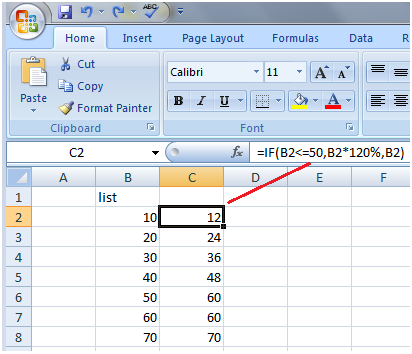 ABC
Home Insert Page Layout Formulas Data R
Cut
Copy
Format Painter
Paste
Clipboard
Calibri 11 A A
B I U A
Font
C2 fx =IF(B2<=50,B2*120%,B2)
A B C D E F
1 list
2 10 12
3 20 24
4 30 36
5 40 48
6 50 60
7 60 60
8 70 70